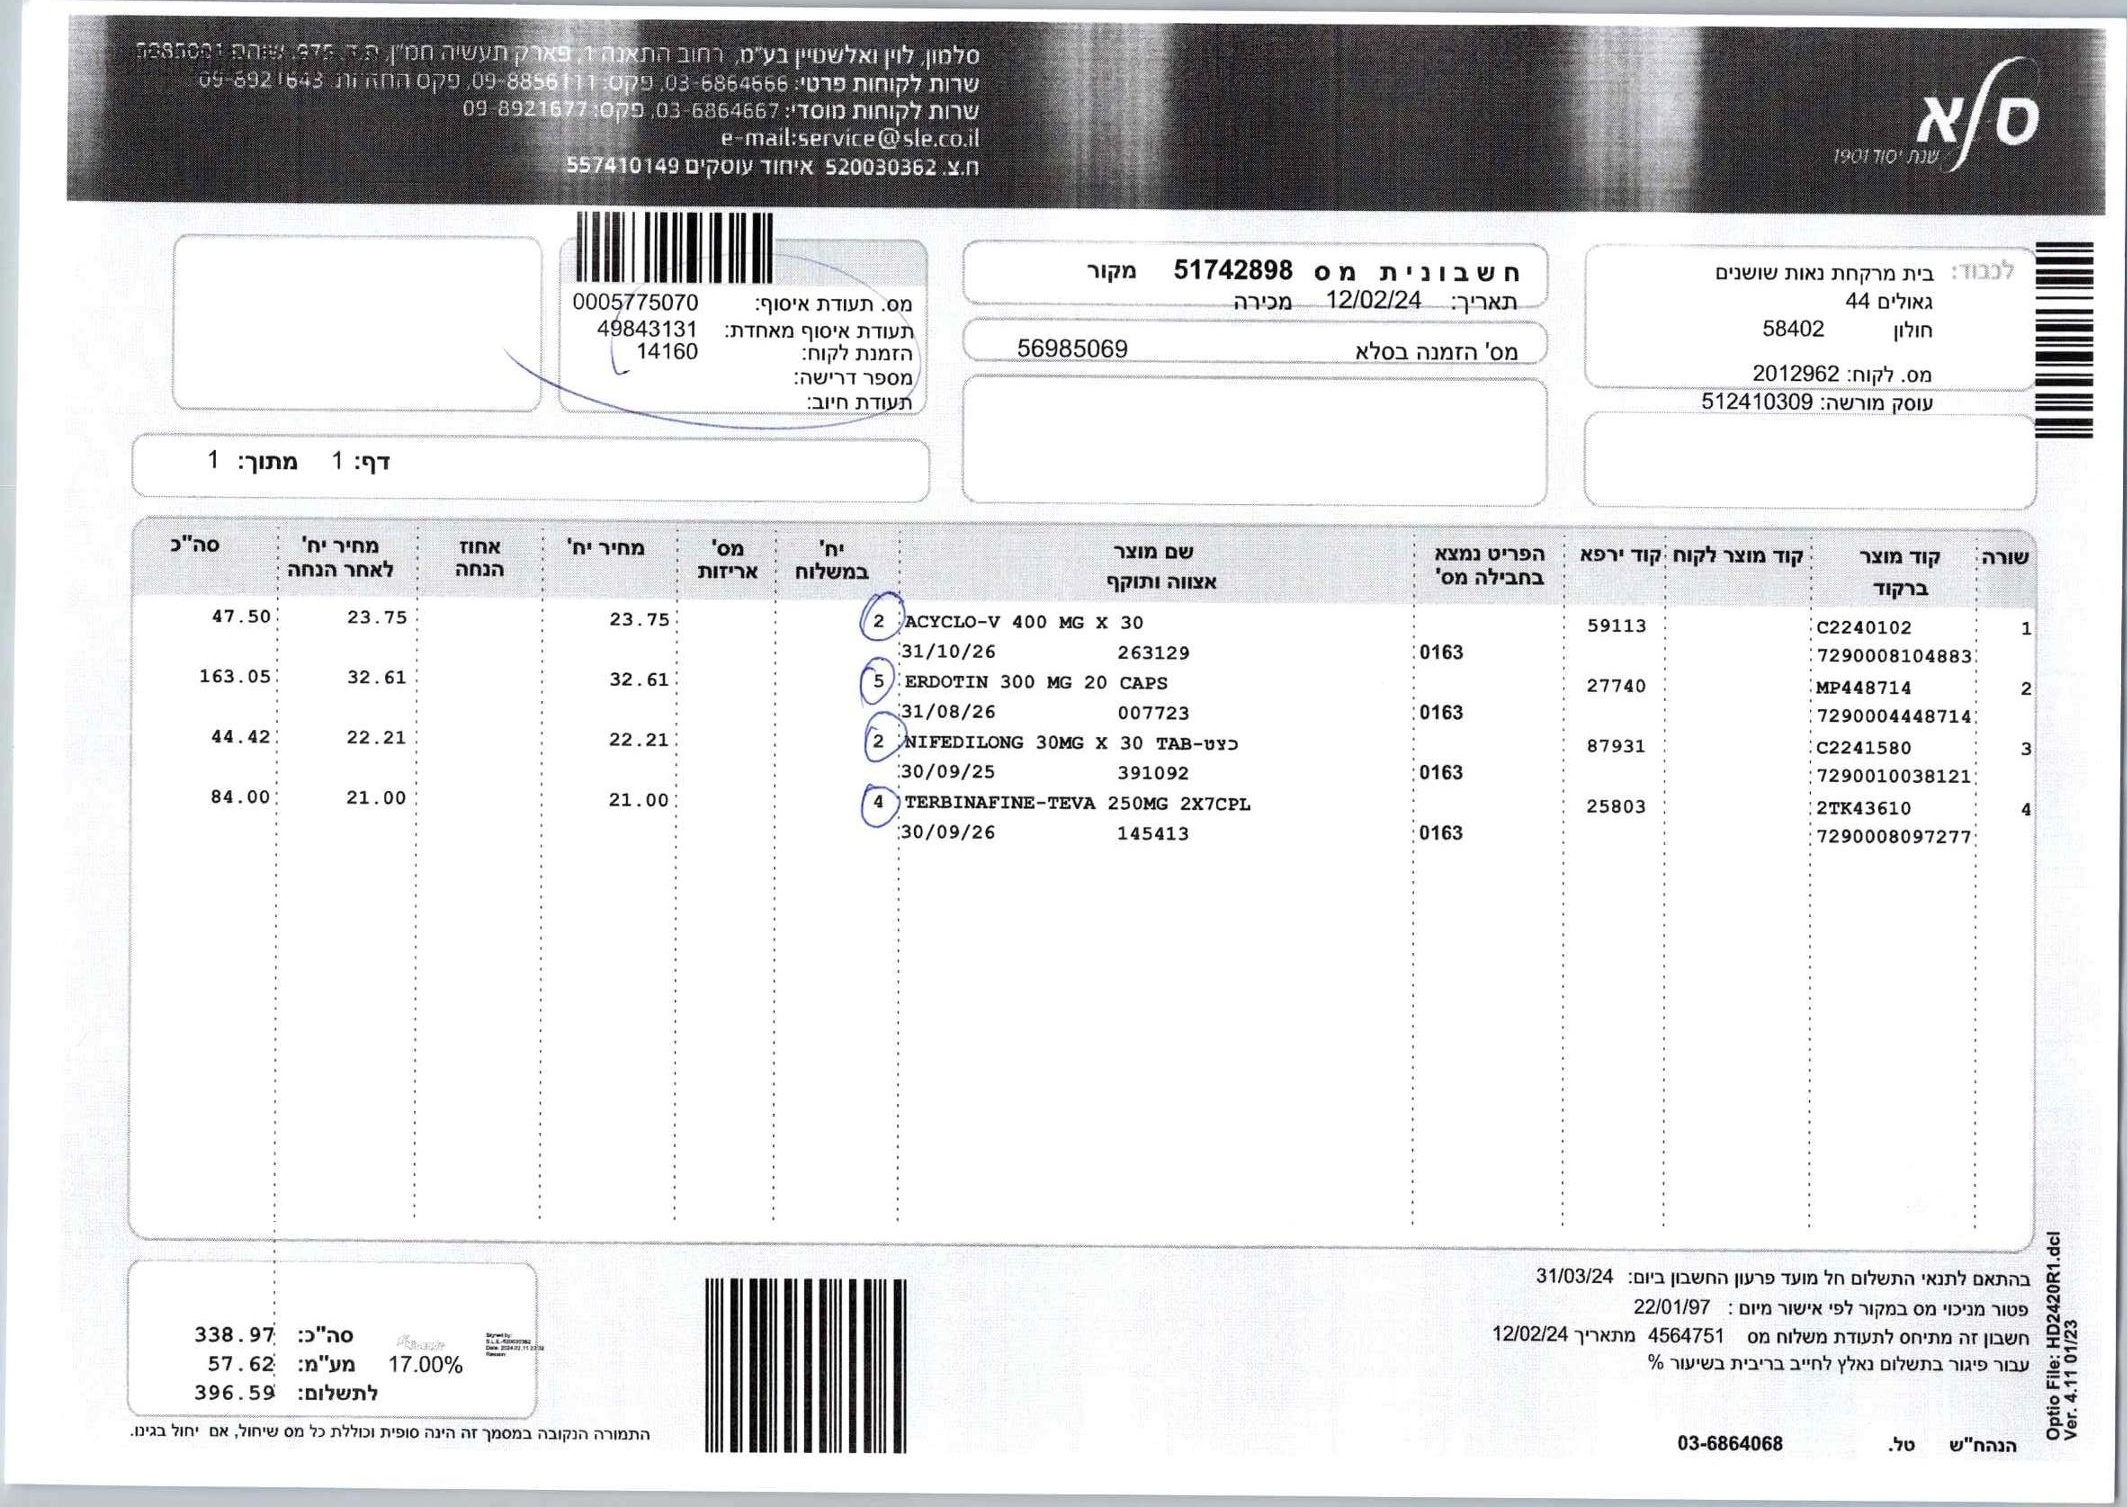 סלא
שנת יסוד 1901
סלמון, לוין ואלשטיין בע"מ, רחוב התאנה 1, פארק תעשיה חמ"ן, ת.ד. 975, שוהם
שרות לקוחות פרטי: 03-6864666, פקס: 09-8856111, פקס החזרות: 09-8921643
שרות לקוחות מוסדי: 03-6864667, פקס: 09-8921677
e-mail:service@sle.co.il
ח.צ. 520030362 איחוד עוסקים 557410149
לכבוד: בית מרקחת נאות שושנים
גאולים 44
חולון 58402
מס. לקוח: 2012962
עוסק מורשה: 512410309
חשבונית מס 51742898 מקור
תאריך: 12/02/24 מכירה
מס' הזמנה בסלא 56985069
מס. תעודת איסוף: 0005775070
תעודת איסוף מאחדת: 49843131
הזמנת לקוח: 14160
מספר דרישה:
תעודת חיוב:
דף: 1 מתוך: 1
שורה קוד מוצר קוד מוצר לקוח קוד ירפא הפריט נמצא שם מוצר יח' מס' מחיר יח' אחוז מחיר יח' סה"כ
ברקוד בחבילה מס' אצווה ותוקף במשלוח אריזות הנחה לאחר הנחה
1 C2240102 59113 ACYCLO-V 400 MG X 30 2 23.75 23.75 47.50
7290008104883 0163 263129 31/10/26
2 MP448714 27740 ERDOTIN 300 MG 20 CAPS 5 32.61 32.61 163.05
7290004448714 0163 007723 31/08/26
3 C2241580 87931 NIFEDILONG 30MG X 30 TAB-כצט 2 22.21 22.21 44.42
7290010038121 0163 391092 30/09/25
4 2TK43610 25803 TERBINAFINE-TEVA 250MG 2X7CPL 4 21.00 21.00 84.00
7290008097277 0163 145413 30/09/26
בהתאם לתנאי התשלום חל מועד פרעון החשבון ביום: 31/03/24
פטור מניכוי מס במקור לפי אישור מיום : 22/01/97
חשבון זה מתיחס לתעודת משלוח מס 4564751 מתאריך 12/02/24
עבור פיגור בתשלום נאלץ לחייב בריבית בשיעור %
סה"כ: 338.97
17.00% מע"מ: 57.62
לתשלום: 396.59
התמורה הנקובה במסמך זה הינה סופית וכוללת כל מס שיחול, אם יחול בגינו.
הנהח"ש טל. 03-6864068
Optio File: HD2420R1.dcl
Ver. 4.11 01/23